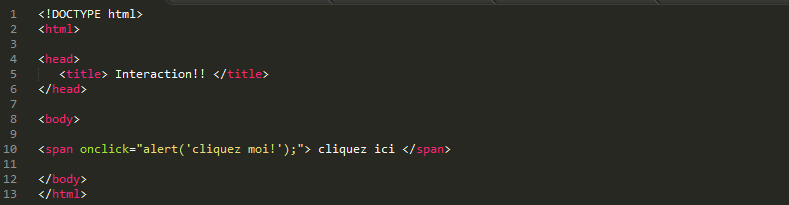 1 <!DOCTYPE html>
2 <html>
3
4 <head>
5 <title> Interaction!! </title>
6 </head>
7
8 <body>
9
10 <span onclick="alert('cliquez moi!');"> cliquez ici </span>
11
12 </body>
13 </html>